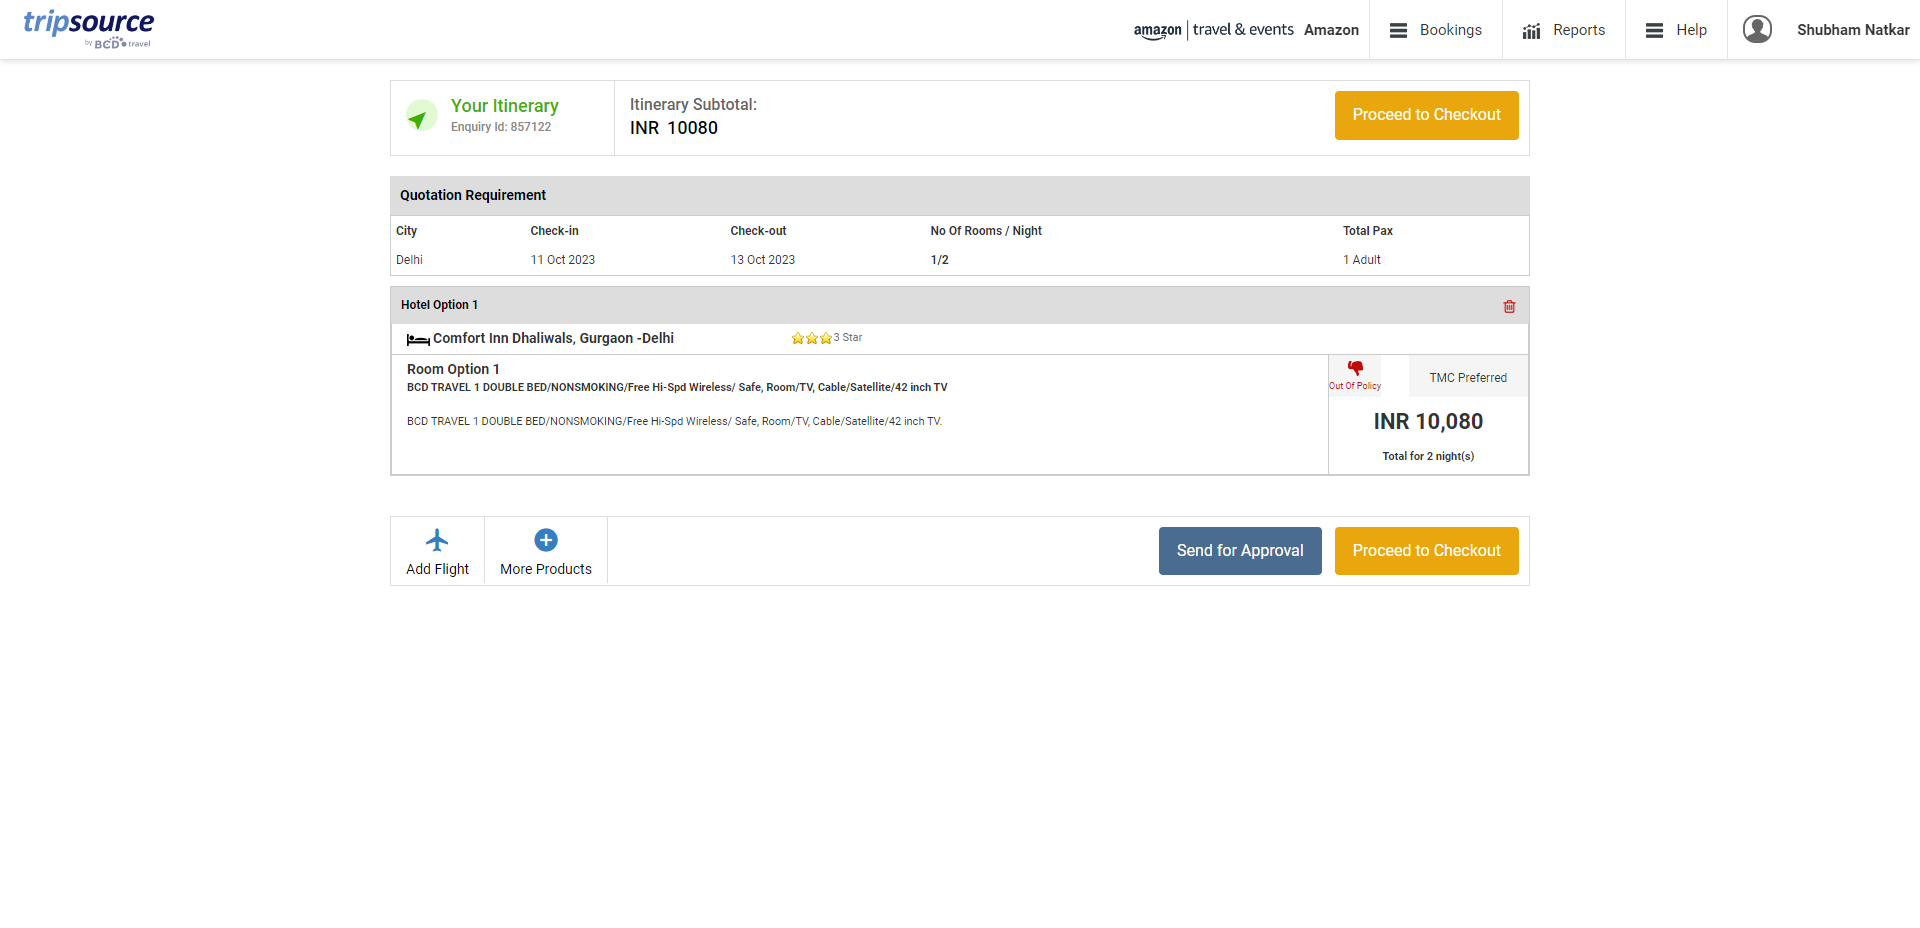 tripsource
by BCD travel
amazon travel & events Amazon
Bookings
Reports
Help
Shubham Natkar
Your Itinerary
Enquiry Id: 857122
Itinerary Subtotal:
INR 10080
Proceed to Checkout
Quotation Requirement
City Check-in Check-out No Of Rooms / Night Total Pax
Delhi 11 Oct 2023 13 Oct 2023 1/2 1 Adult
Hotel Option 1
Comfort Inn Dhaliwals, Gurgaon -Delhi 3 Star
Room Option 1
BCD TRAVEL 1 DOUBLE BED/NONSMOKING/Free Hi-Spd Wireless/ Safe, Room/TV, Cable/Satellite/42 inch TV
BCD TRAVEL 1 DOUBLE BED/NONSMOKING/Free Hi-Spd Wireless/ Safe, Room/TV, Cable/Satellite/42 inch TV.
Out Of Policy
TMC Preferred
INR 10,080
Total for 2 night(s)
Add Flight
More Products
Send for Approval
Proceed to Checkout